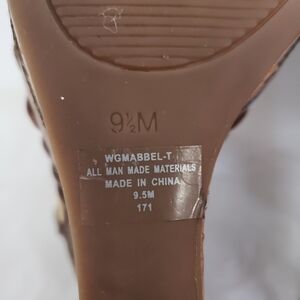 9½M
WGMABBEL-T
ALL MAN MADE MATERIALS
MADE IN CHINA
9.5M
171